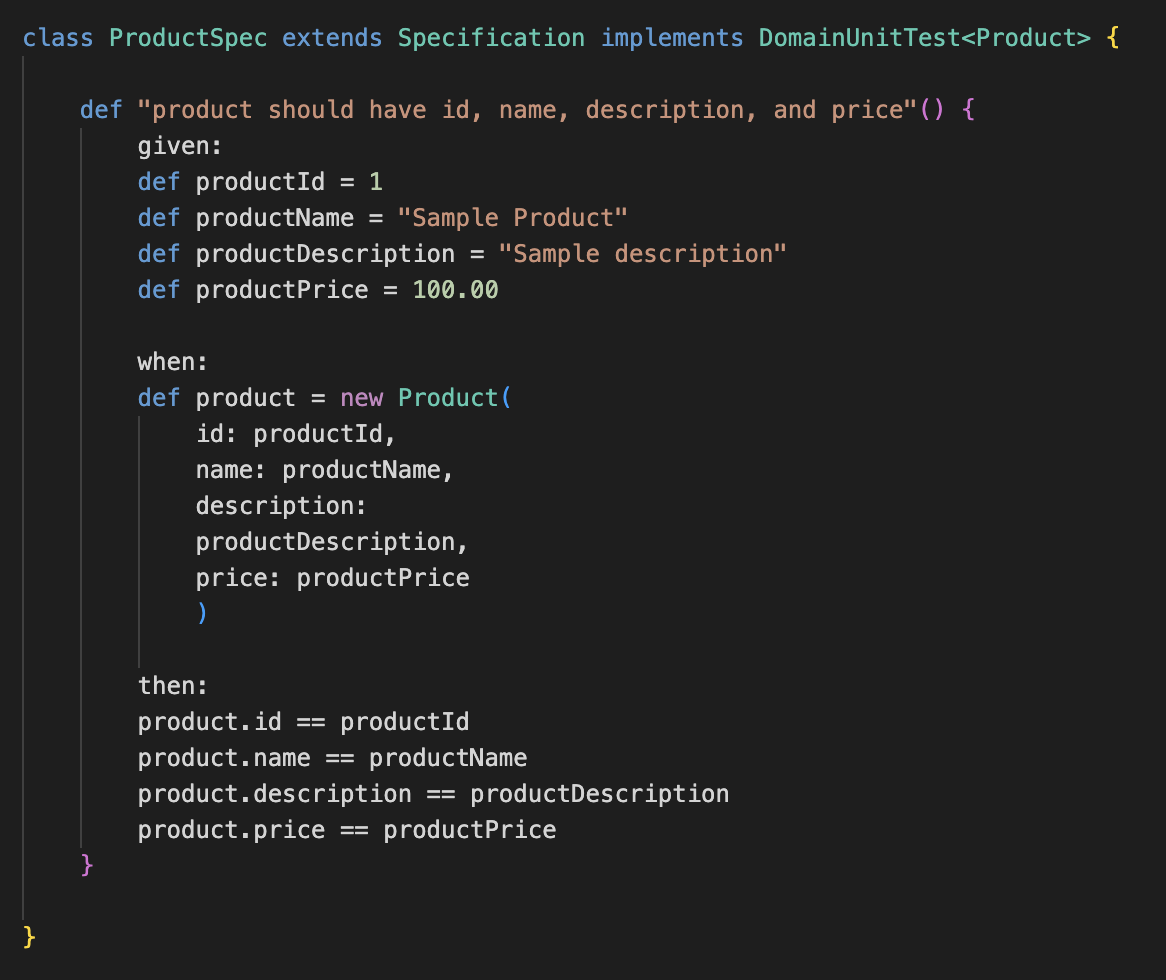 class ProductSpec extends Specification implements DomainUnitTest<Product> {
def "product should have id, name, description, and price"() {
given:
def productId = 1
def productName = "Sample Product"
def productDescription = "Sample description"
def productPrice = 100.00
when:
def product = new Product(
id: productId,
name: productName,
description:
productDescription,
price: productPrice
)
then:
product.id == productId
product.name == productName
product.description == productDescription
product.price == productPrice
}
}